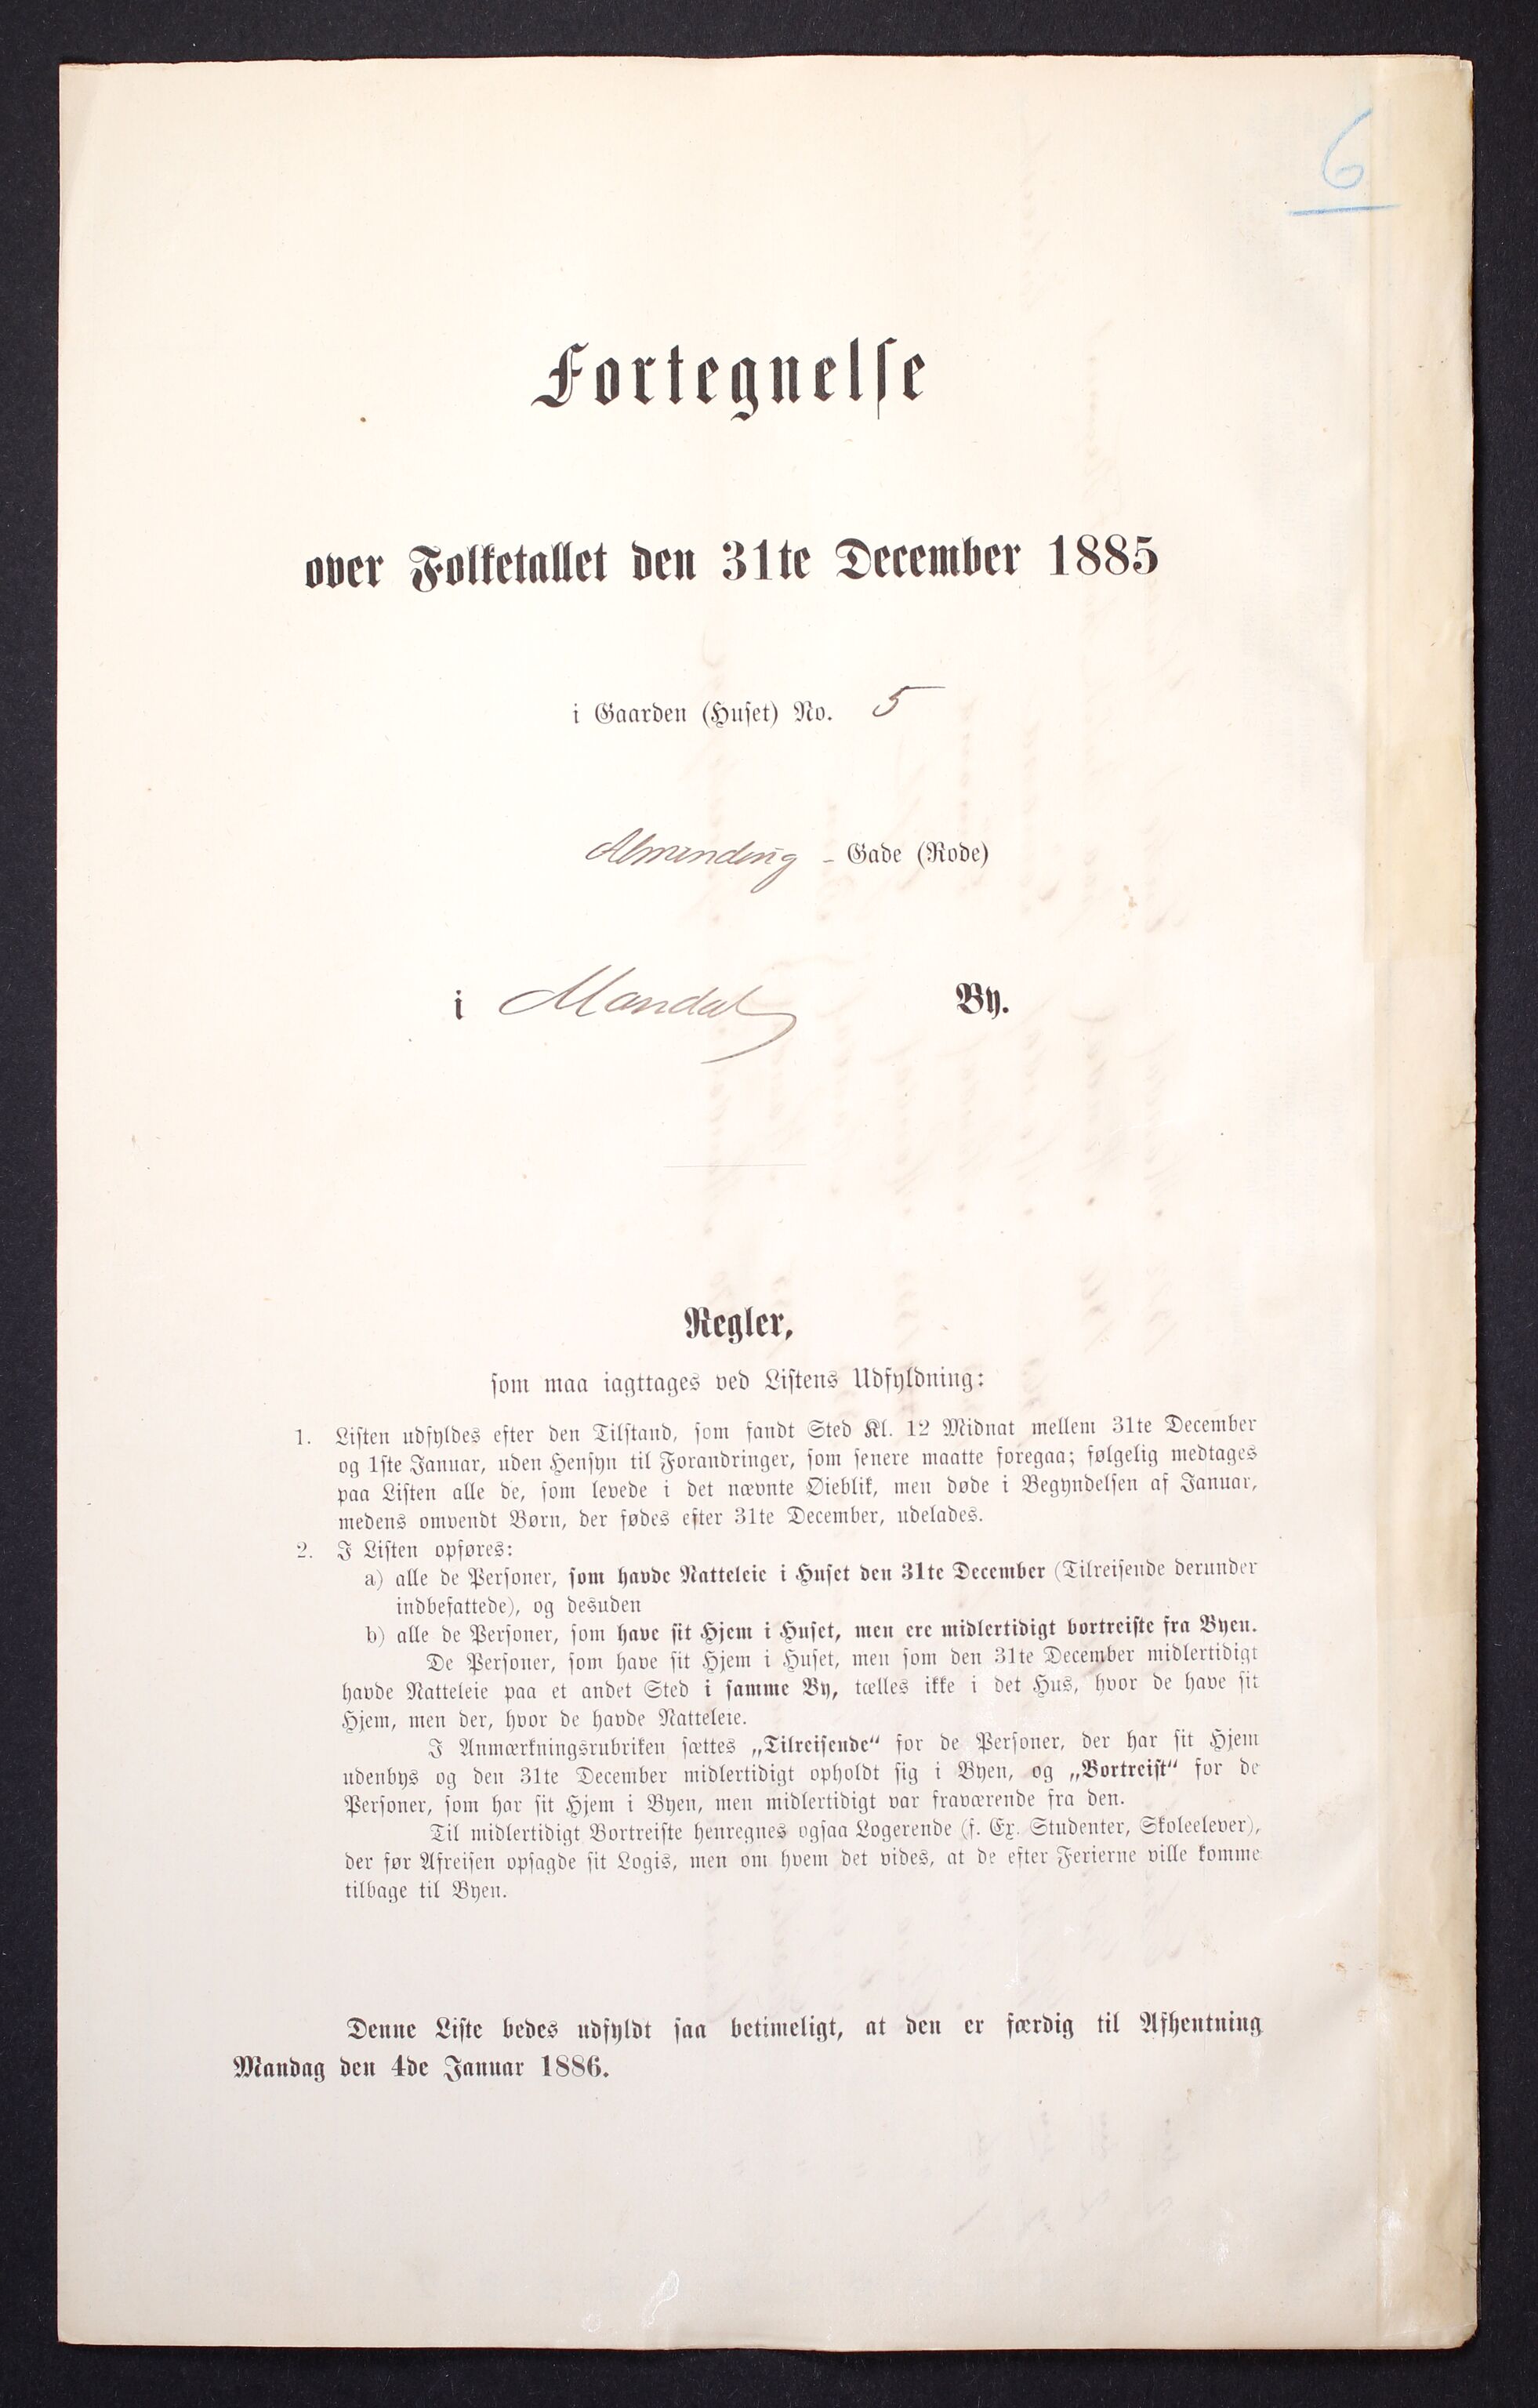 6
Fortegnelse
over Folketallet den 31te December 1885
i Gaarden (Huset) No. 5
Almending - Gade (Rode)
i Mandal By.
Regler,
som maa iagttages ved Listens Udfyldning:
1. Listen udfyldes efter den Tilstand, som fandt Sted Kl. 12 Midnat mellem 31te December
og 1ste Januar, uden Hensyn til Forandringer, som senere maatte foregaa; følgelig medtages
paa Listen alle de, som levede i det nævnte Øieblik, men døde i Begyndelsen af Januar,
medens omvendt Børn, der fødes efter 31te December, udelades.
2. I Listen opføres:
a) alle de Personer, som havde Natteleie i Huset den 31te December (Tilreisende derunder
indbefattede), og desuden
b) alle de Personer, som have sit Hjem i Huset, men ere midlertidigt bortreiste fra Byen.
De Personer, som have sit Hjem i Huset, men som den 31te December midlertidigt
havde Natteleie paa et andet Sted i samme By, tælles ikke i det Hus, hvor de have sit
Hjem, men der, hvor de havde Natteleie.
I Anmærkningsrubriken sættes „Tilreisende“ for de Personer, der har sit Hjem
udenbys og den 31te December midlertidigt opholdt sig i Byen, og „Bortreist“ for de
Personer, som har sit Hjem i Byen, men midlertidigt var fraværende fra den.
Til midlertidigt Bortreiste henregnes ogsaa Logerende (f. Ex. Studenter, Skoleelever),
der før Afreisen opsagde sit Logis, men om hvem det vides, at de efter Ferierne ville komme
tilbage til Byen.
Denne Liste bedes udfyldt saa betimeligt, at den er færdig til Afhentning
Mandag den 4de Januar 1886.